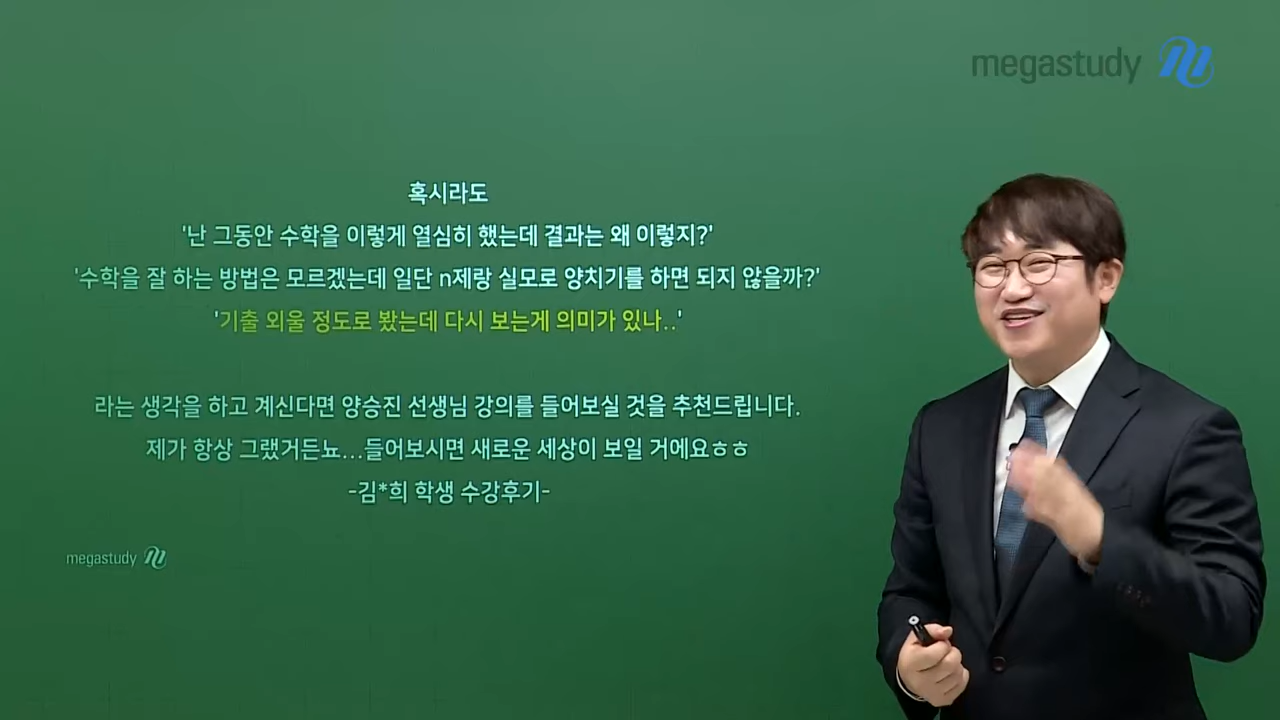 megastudy
혹시라도
'난 그동안 수학을 이렇게 열심히 했는데 결과는 왜 이렇지?'
'수학을 잘 하는 방법은 모르겠는데 일단 n제랑 실모로 양치기를 하면 되지 않을까?'
'기출 외울 정도로 봤는데 다시 보는게 의미가 있나..'
라는 생각을 하고 계신다면 양승진 선생님 강의를 들어보실 것을 추천드립니다.
제가 항상 그랬거든뇨...들어보시면 새로운 세상이 보일 거에요ㅎㅎ
-김*희 학생 수강후기-
megastudy